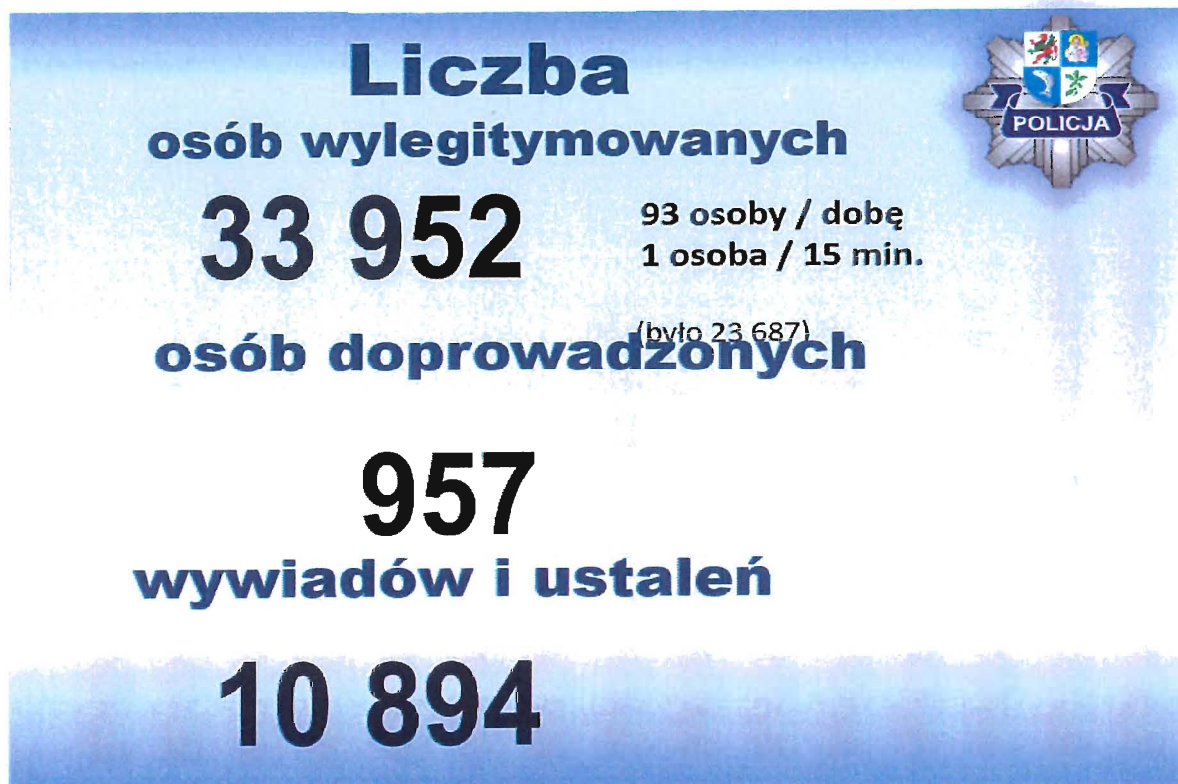 Liczba
osób wylegitymowanych
POLICJA
33 952
93 osoby / dobę
1 osoba / 15 min.
(było 23 687)
osób doprowadzonych
957
wywiadów i ustaleń
10 894